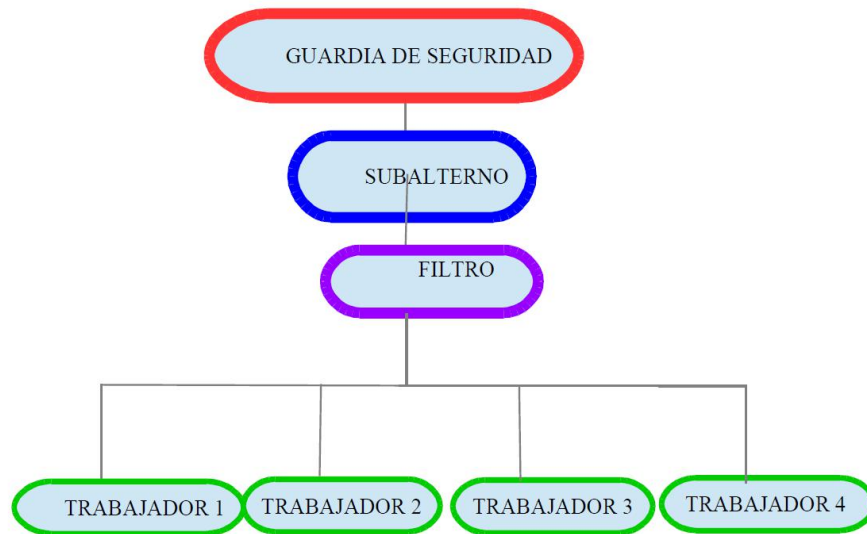 GUARDIA DE SEGURIDAD
SUBALTERNO
FILTRO
TRABAJADOR 1
TRABAJADOR 2
TRABAJADOR 3
TRABAJADOR 4